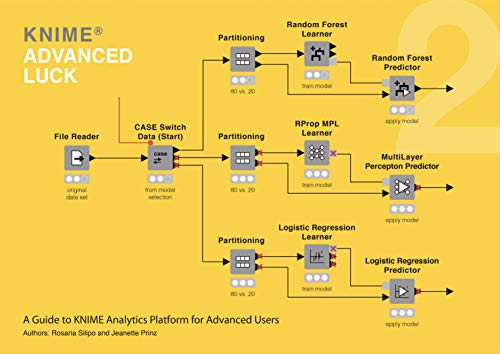 KNIME®
ADVANCED
LUCK
2
Random Forest
Learner
Partitioning
Random Forest
Predictor
80 vs. 20
train model
apply model
File Reader
CASE Switch
Data (Start)
case
original
data set
from model
selection
Partitioning
RProp MPL
Learner
MultiLayer
Percepton Predictor
80 vs. 20
train model
apply model
Partitioning
Logistic Regression
Learner
Logistic Regression
Predictor
80 vs. 20
train model
apply model
A Guide to KNIME Analytics Platform for Advanced Users
Authors: Rosaria Silipo and Jeanette Prinz